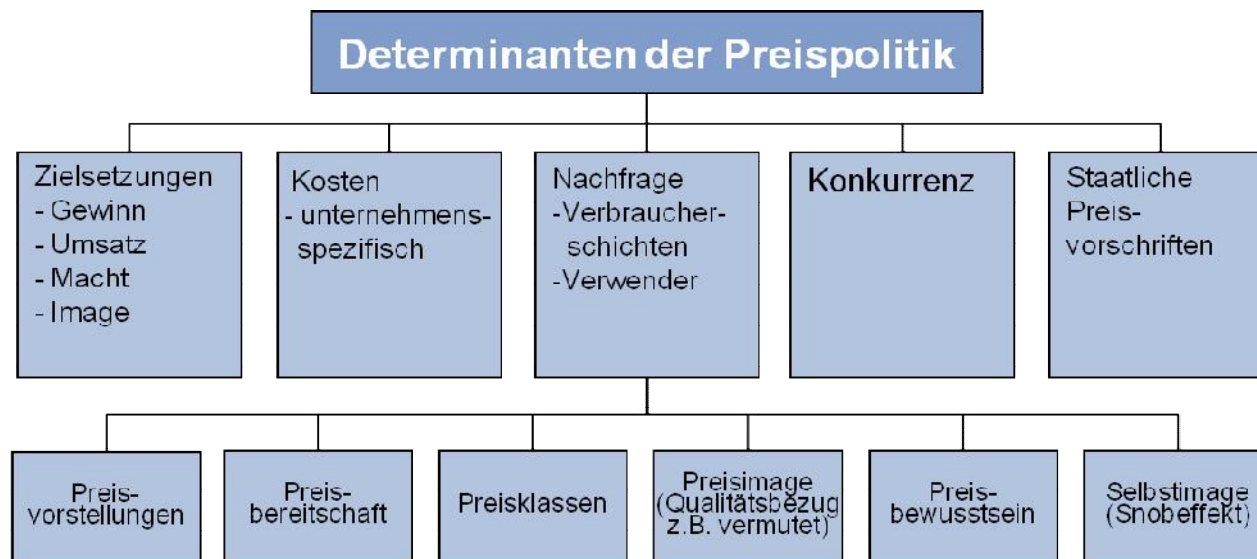 Determinanten der Preispolitik
Zielsetzungen
- Gewinn
- Umsatz
- Macht
- Image
Kosten
- unternehmens-
spezifisch
Nachfrage
-Verbraucher-
schichten
-Verwender
Konkurrenz
Staatliche
Preis-
vorschriften
Preis-
vorstellungen
Preis-
bereitschaft
Preisklassen
Preisimage
(Qualitätsbezug
z.B. vermutet)
Preis-
bewusstsein
Selbstimage
(Snobeffekt)